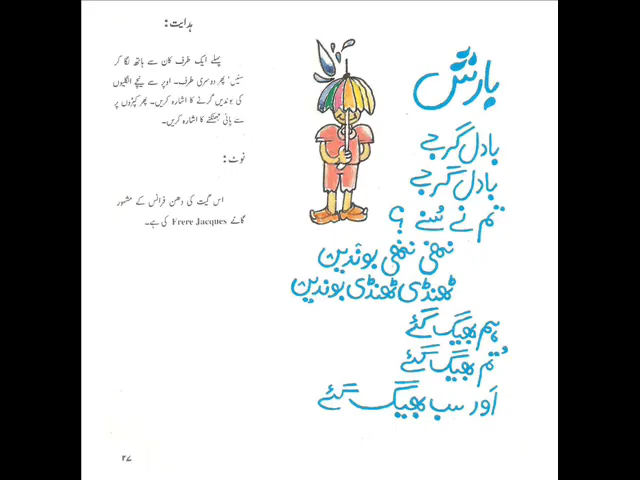 بارش
بادل گرجے
بادل گرجے
تم نے سُنے ؟
ننھی ننھی بوندیں
ٹھنڈی ٹھنڈی بوندیں
ہم بھیگ گئے
تُم بھیگ گئے
اَور سب بھیگ گئے
ہدایت :
پہلے ایک طرف کان سے ہاتھ لگا کر
سنیں' پھر دوسری طرف۔ اوپر سے نیچے انگلیوں
کی بوندیں گرنے کا اشارہ کریں۔ پھر کپڑوں پر
سے پانی جھٹکنے کا اشارہ کریں۔
نوٹ :
اس گیت کی دھن فرانس کے مشہور
گانے Frere Jacques کی ہے۔
۲۷